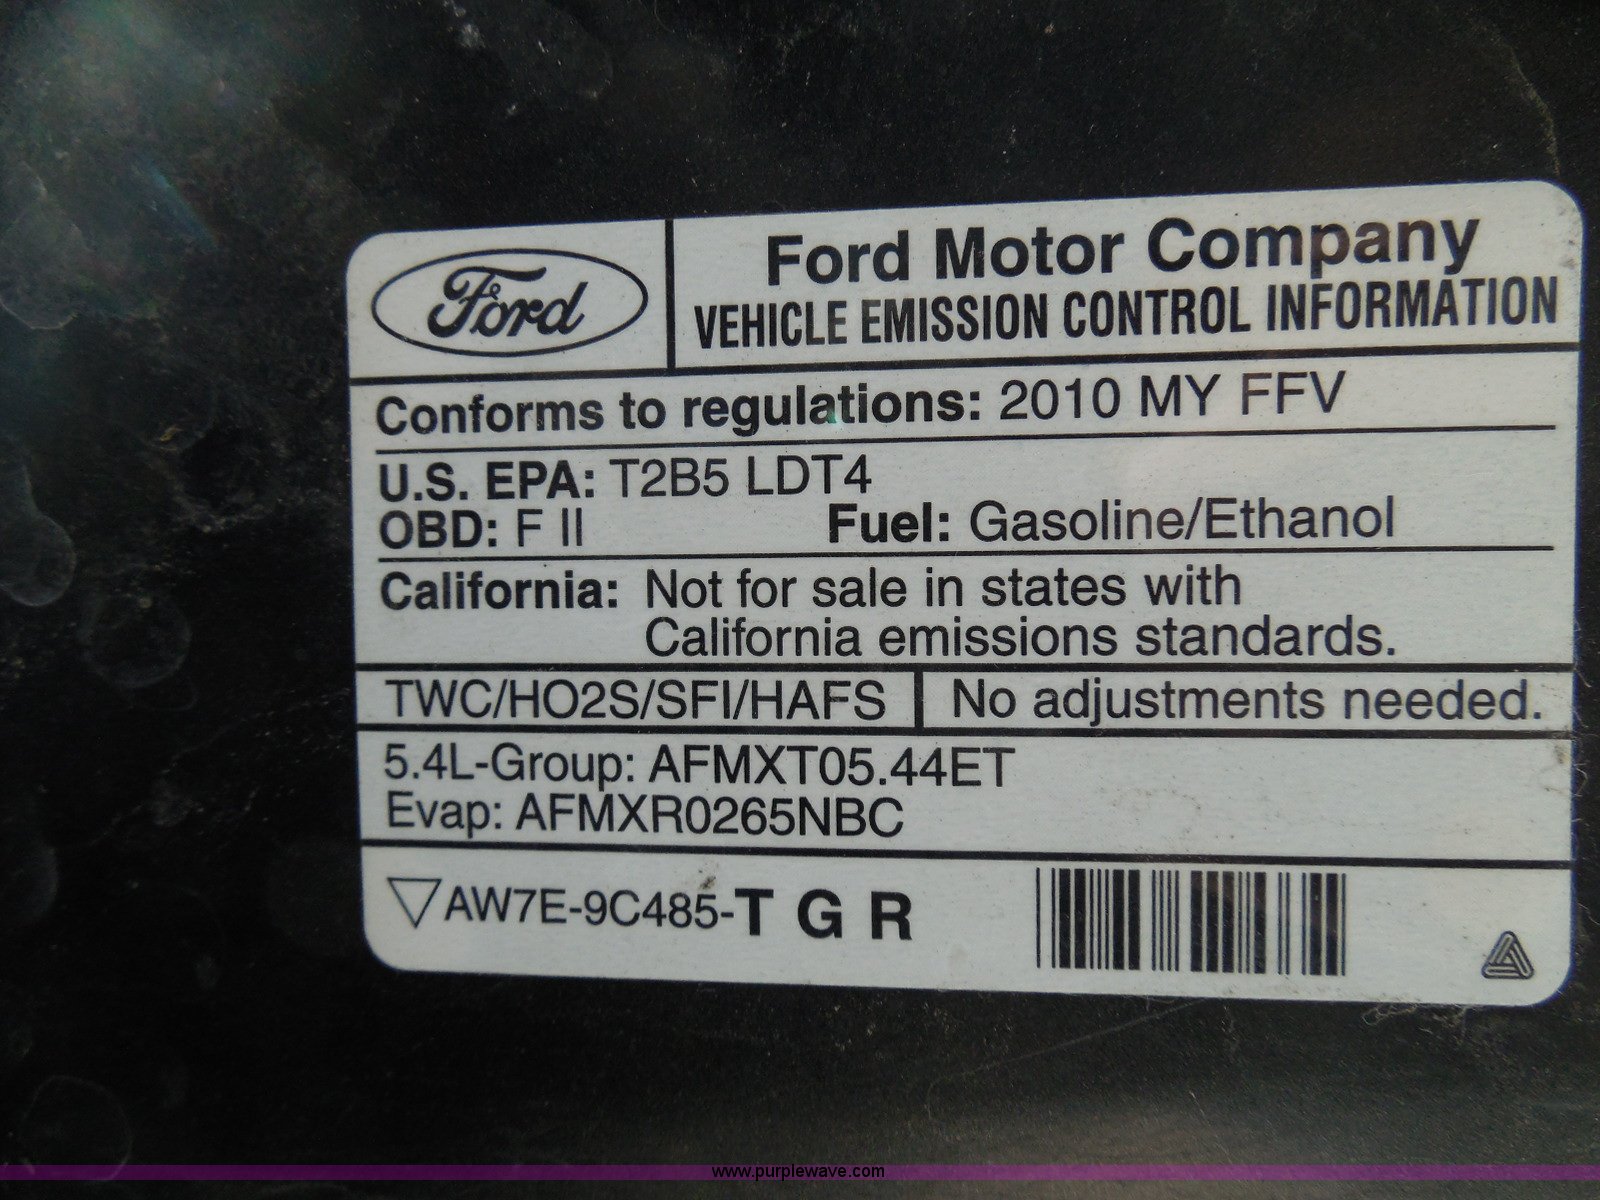 Ford
Ford Motor Company
VEHICLE EMISSION CONTROL INFORMATION
Conforms to regulations: 2010 MY FFV
U.S. EPA: T2B5 LDT4
OBD: F II Fuel: Gasoline/Ethanol
California: Not for sale in states with
California emissions standards.
TWC/HO2S/SFI/HAFS No adjustments needed.
5.4L-Group: AFMXT05.44ET
Evap: AFMXR0265NBC
AW7E-9C485-T G R
www.purplewave.com